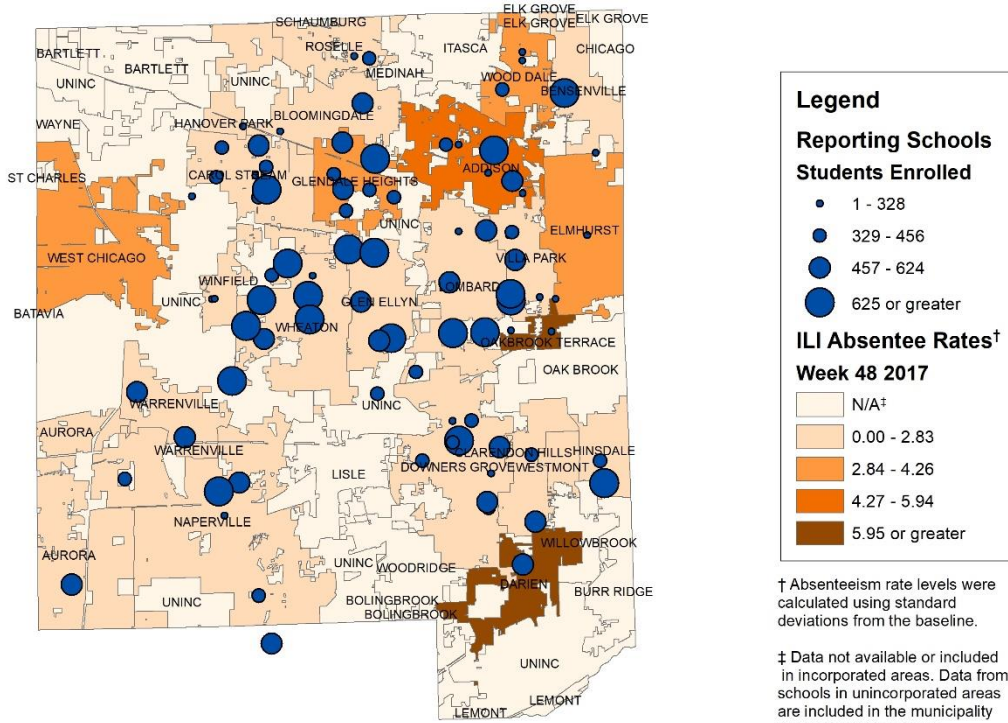 ELK GROVE
ELK GROVE
ELK GROVE
SCHAUMBURG
ROSELLE
ITASCA
CHICAGO
BARTLETT
BARTLETT
MEDINAH
UNINC
UNINC
WOOD DALE
BENSENVILLE
WAYNE
HANOVER PARK
BLOOMINGDALE
ST CHARLES
CAROL STREAM
GLENDALE HEIGHTS
ADDISON
UNINC
ELMHURST
WEST CHICAGO
VILLA PARK
WINFIELD
LOMBARD
UNINC
GLEN ELLYN
BATAVIA
WHEATON
OAKBROOK TERRACE
OAK BROOK
WARRENVILLE
UNINC
AURORA
WARRENVILLE
CLARENDON HILLS
HINSDALE
LISLE
DOWNERS GROVE
WESTMONT
NAPERVILLE
WILLOWBROOK
AURORA
UNINC
WOODRIDGE
DARIEN
BURR RIDGE
UNINC
BOLINGBROOK
BOLINGBROOK
UNINC
LEMONT
LEMONT
Legend
Reporting Schools
Students Enrolled
1 - 328
329 - 456
457 - 624
625 or greater
ILI Absentee Rates†
Week 48 2017
N/A‡
0.00 - 2.83
2.84 - 4.26
4.27 - 5.94
5.95 or greater
† Absenteeism rate levels were
calculated using standard
deviations from the baseline.
‡ Data not available or included
in incorporated areas. Data from
schools in unincorporated areas
are included in the municipality